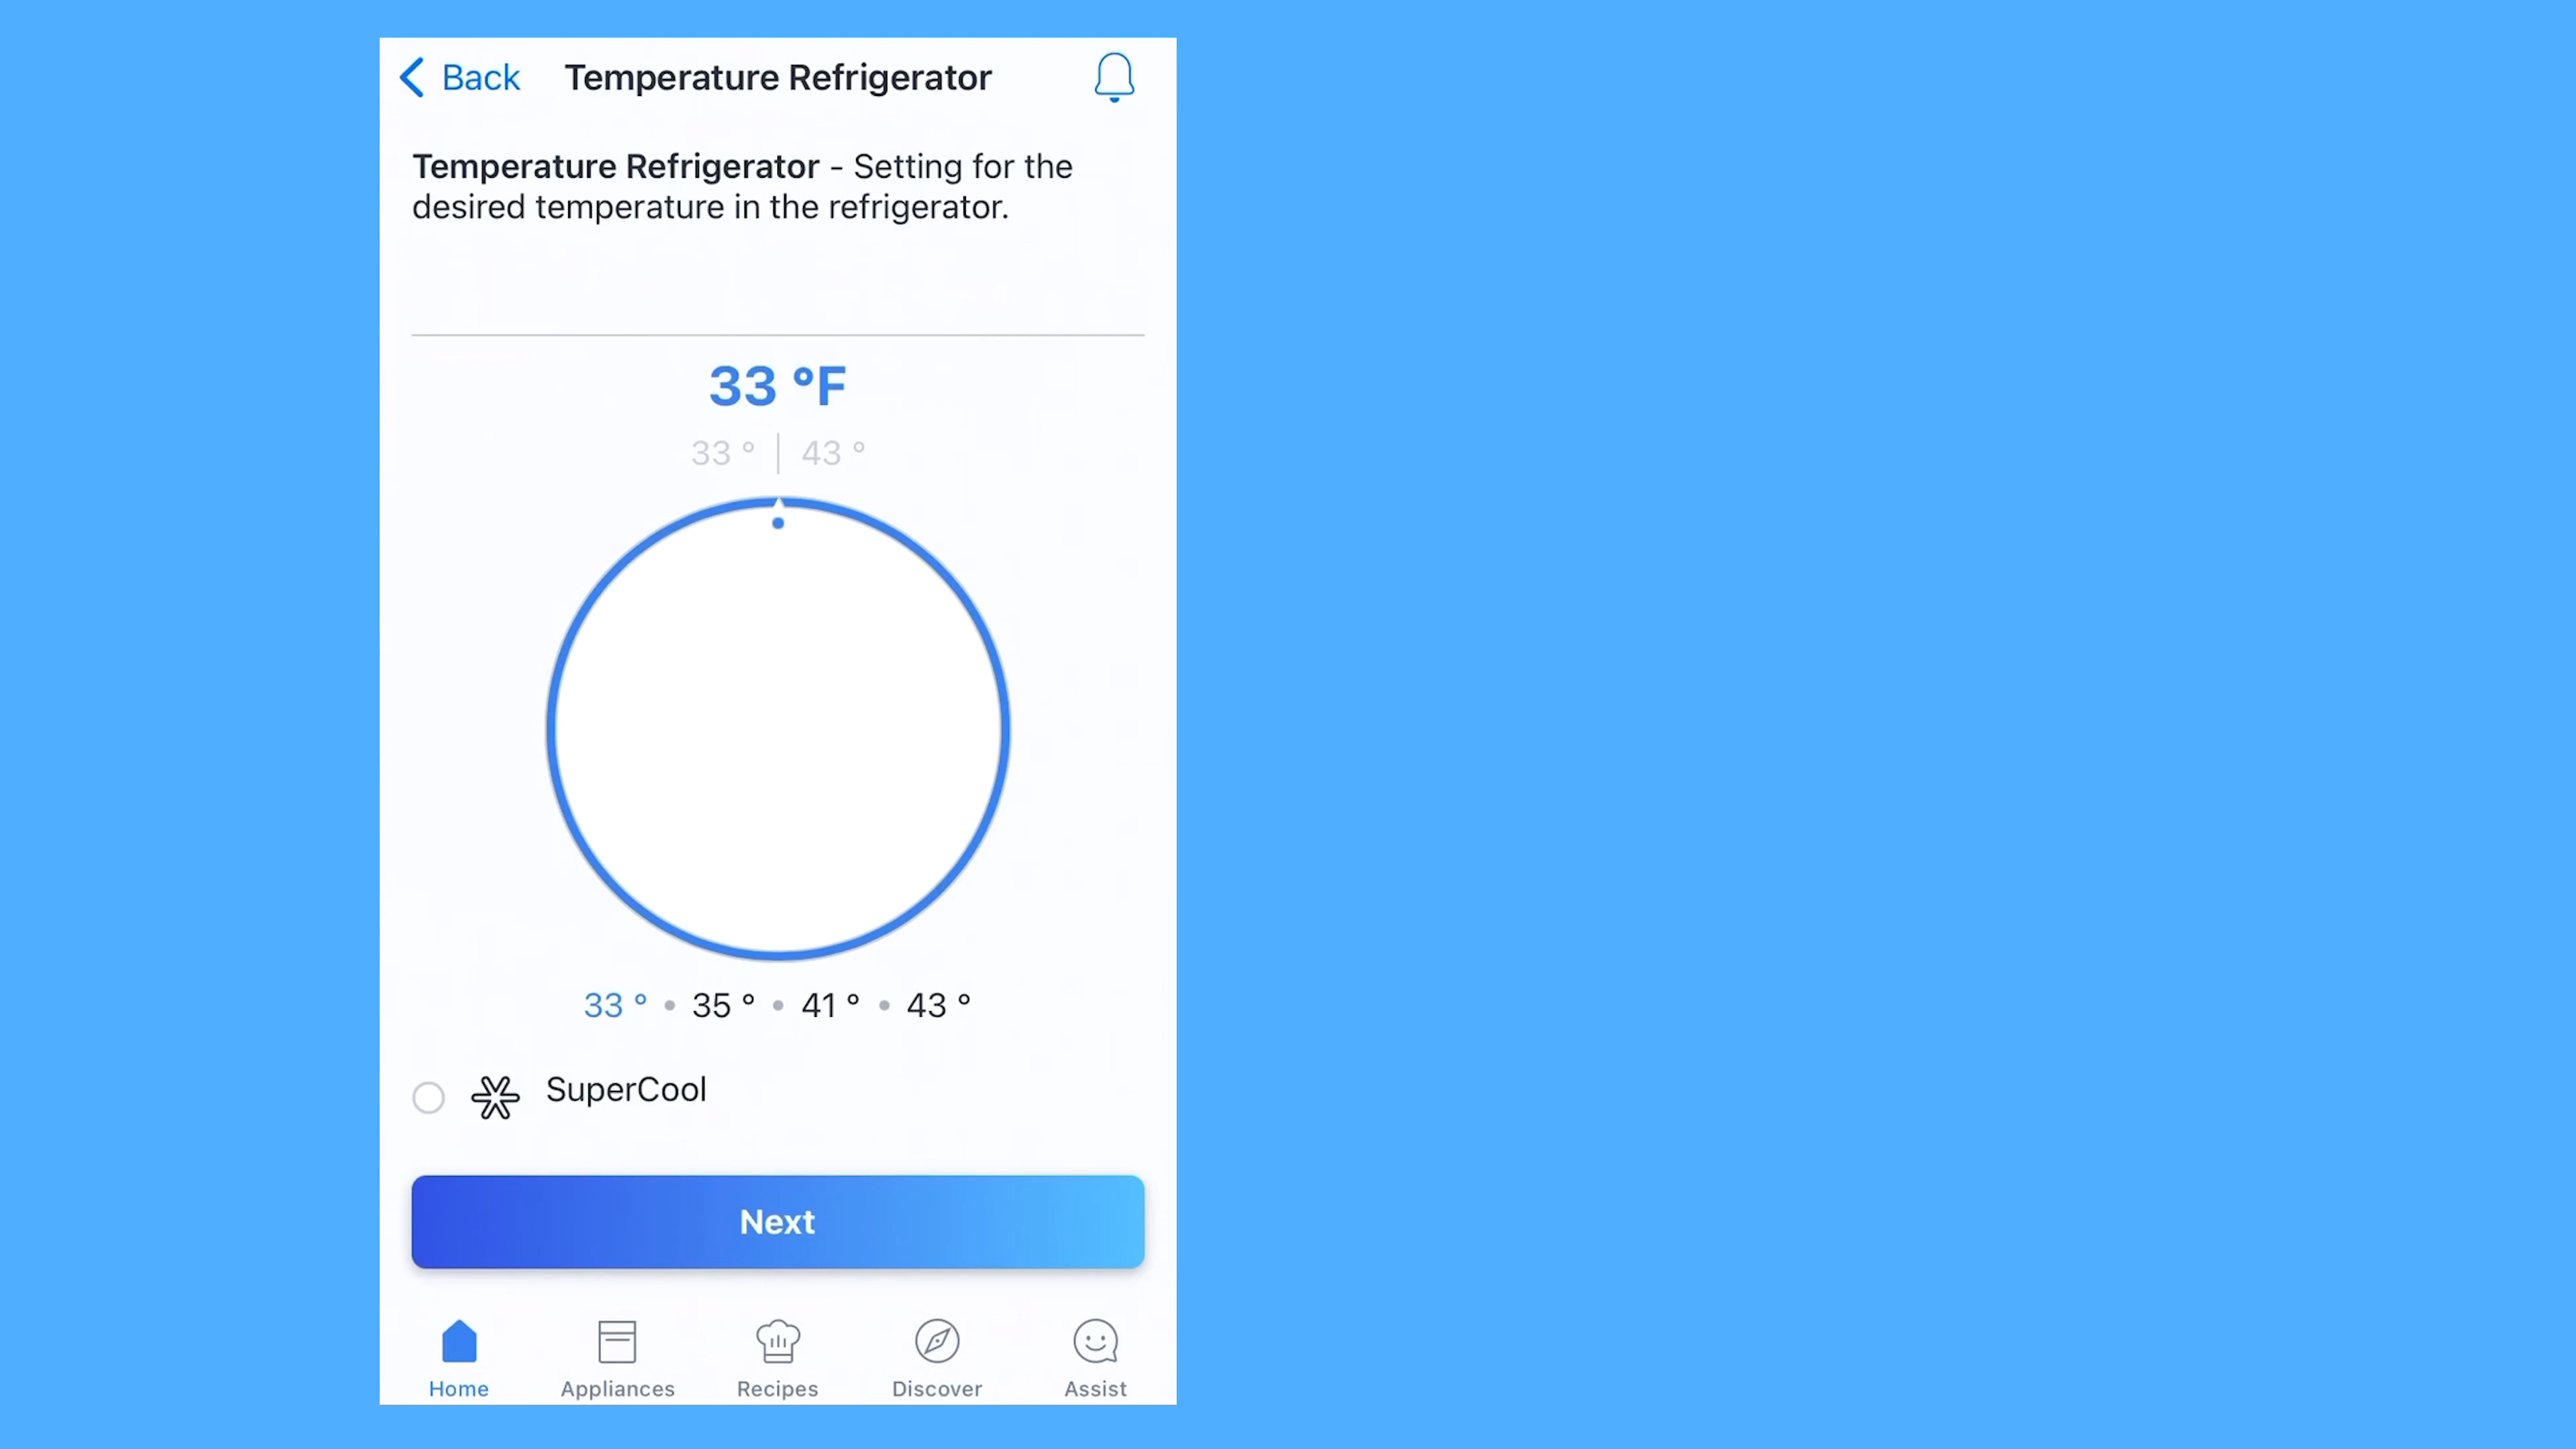 Back Temperature Refrigerator
Temperature Refrigerator - Setting for the
desired temperature in the refrigerator.
33 °F
33 ° | 43 °
33 ° • 35 ° • 41 ° • 43 °
SuperCool
Next
Home Appliances Recipes Discover Assist